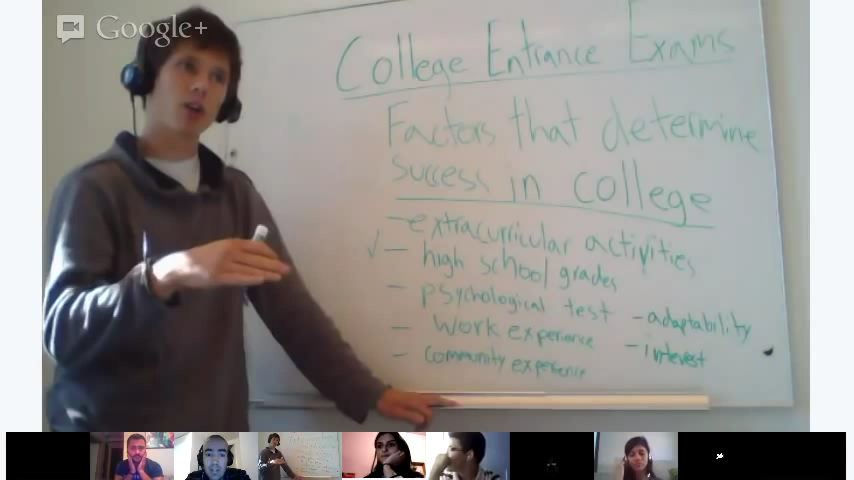 Google+
College Entrance Exams
Factors that determine
success in college
- extracurricular activities
✓ - high school grades
- psychological test - adaptability
- work experience - interest
- community experience